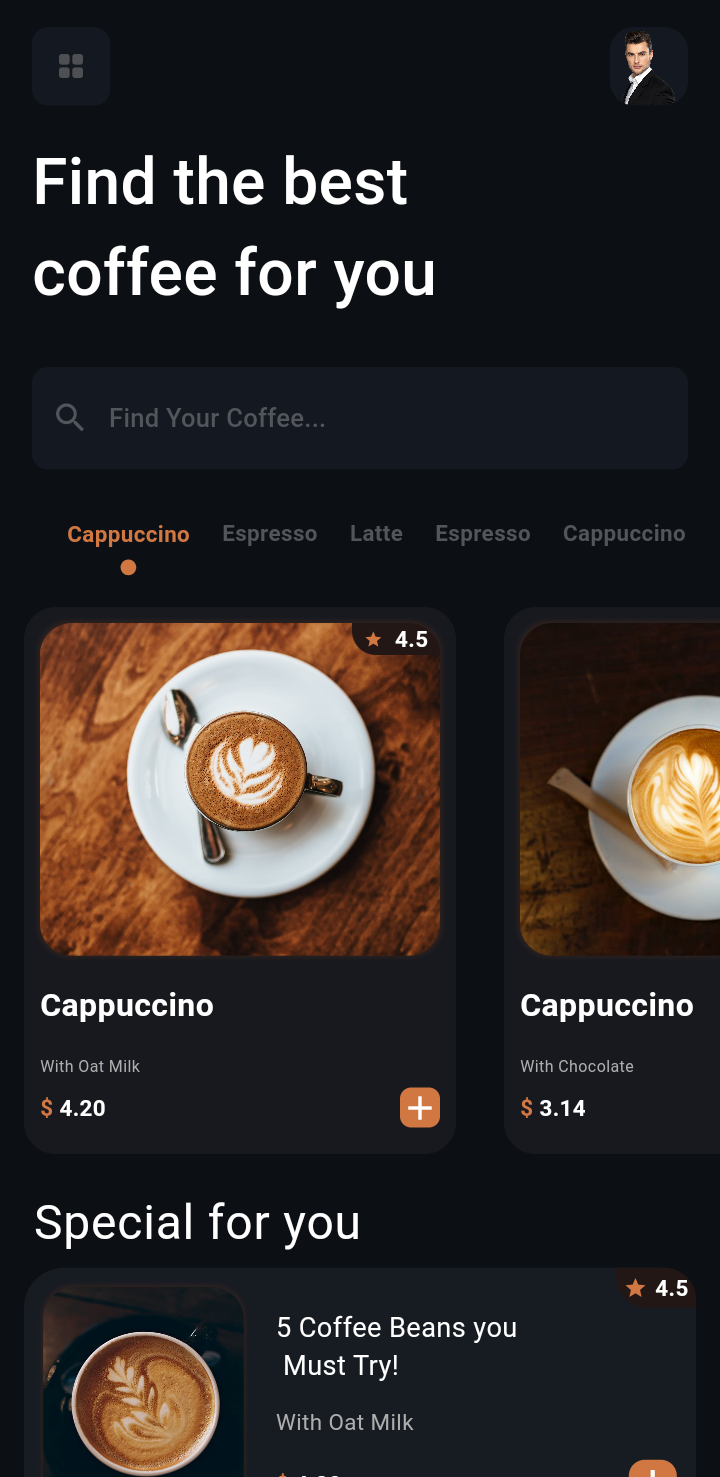 Find the best
coffee for you
Find Your Coffee...
Cappuccino Espresso Latte Espresso Cappuccino
4.5
Cappuccino
With Oat Milk
$ 4.20
Cappuccino
With Chocolate
$ 3.14
Special for you
4.5
5 Coffee Beans you
Must Try!
With Oat Milk